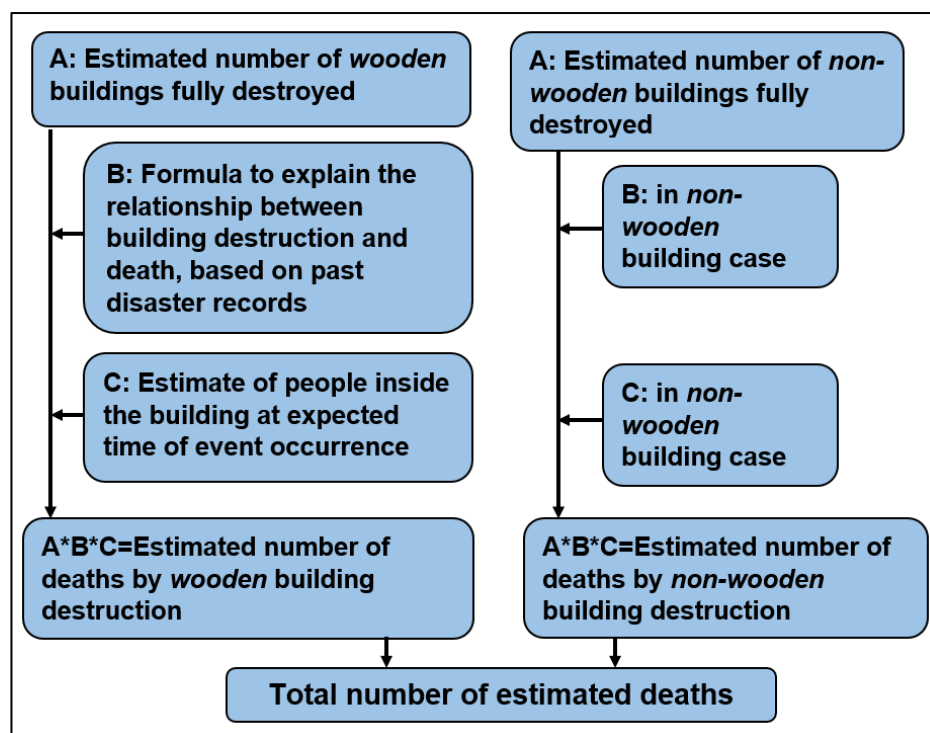 A: Estimated number of wooden
buildings fully destroyed
B: Formula to explain the
relationship between
building destruction and
death, based on past
disaster records
C: Estimate of people inside
the building at expected
time of event occurrence
A*B*C=Estimated number of
deaths by wooden building
destruction
A: Estimated number of non-
wooden buildings fully
destroyed
B: in non-
wooden
building case
C: in non-
wooden
building case
A*B*C=Estimated number of
deaths by non-wooden
building destruction
Total number of estimated deaths